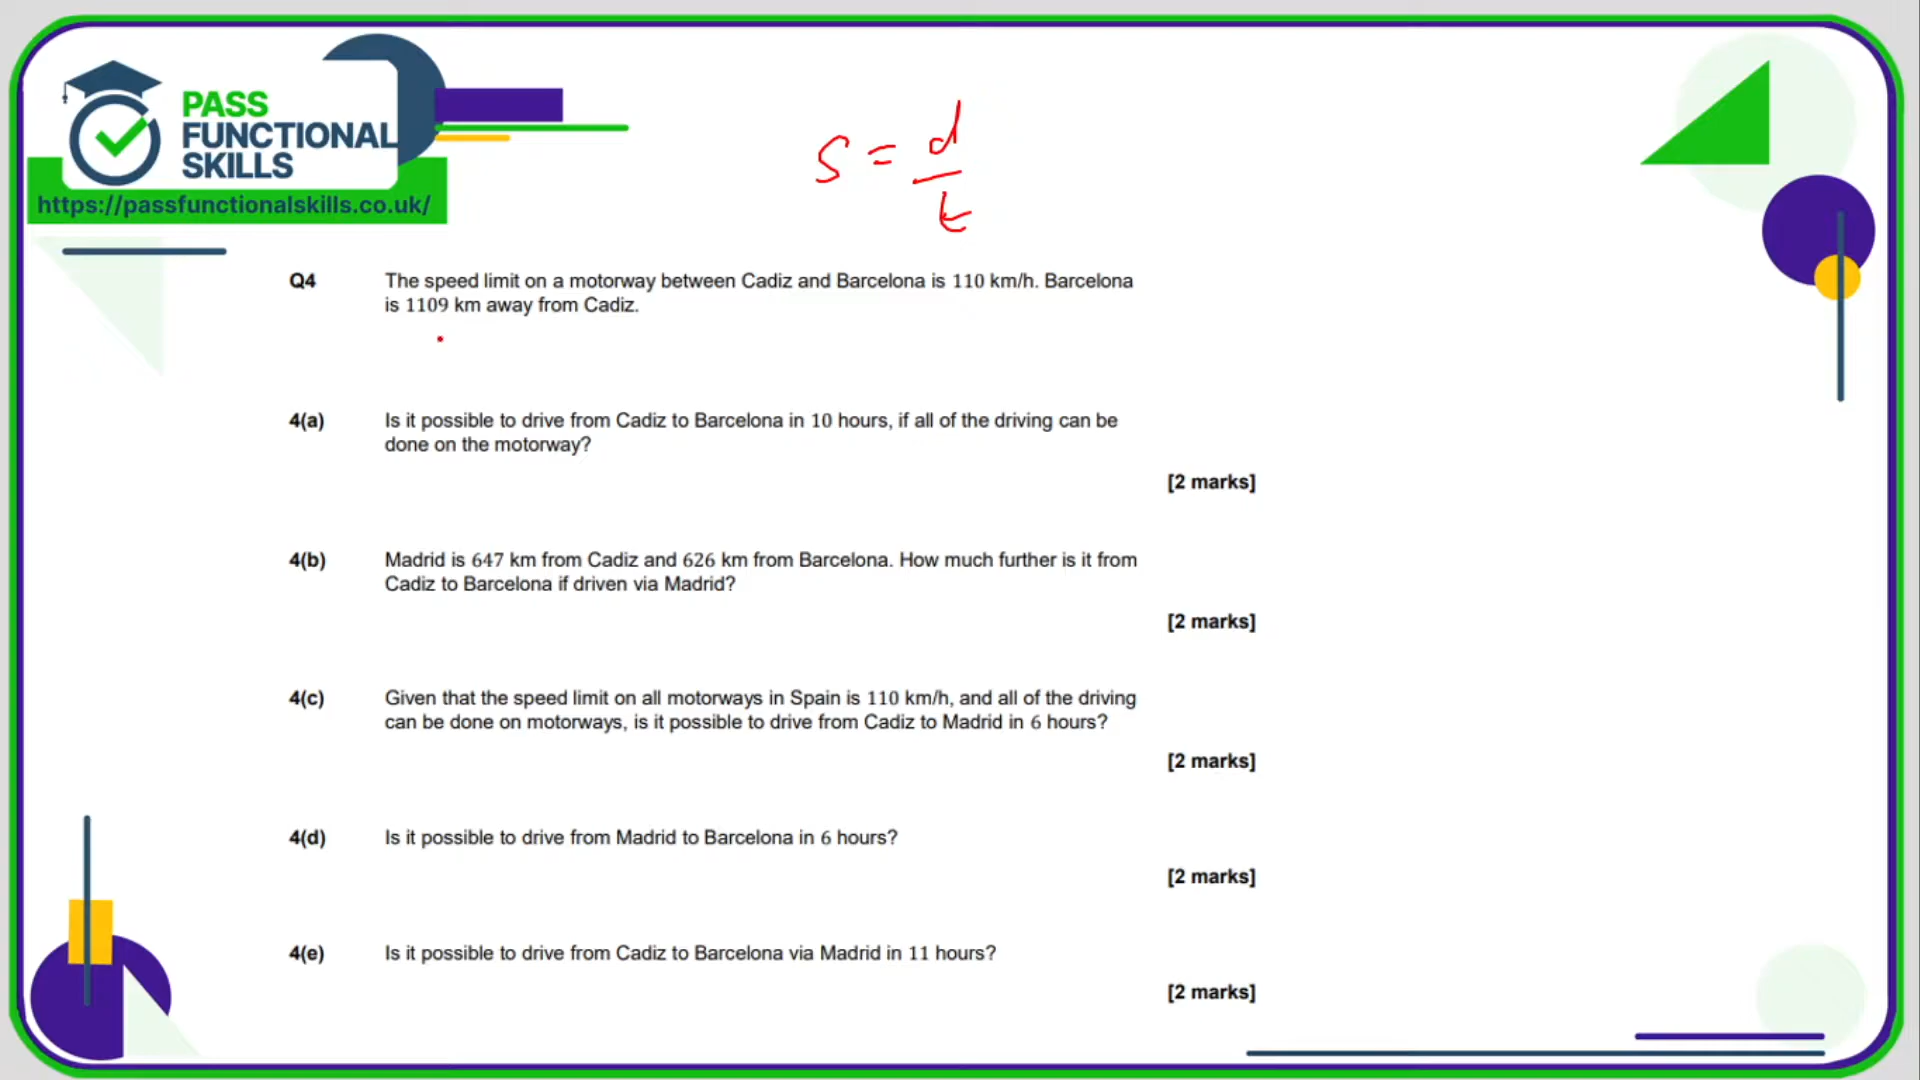 PASS
FUNCTIONAL
SKILLS
https://passfunctionalskills.co.uk/
S = d
t
Q4 The speed limit on a motorway between Cadiz and Barcelona is 110 km/h. Barcelona
is 1109 km away from Cadiz.
4(a) Is it possible to drive from Cadiz to Barcelona in 10 hours, if all of the driving can be
done on the motorway?
[2 marks]
4(b) Madrid is 647 km from Cadiz and 626 km from Barcelona. How much further is it from
Cadiz to Barcelona if driven via Madrid?
[2 marks]
4(c) Given that the speed limit on all motorways in Spain is 110 km/h, and all of the driving
can be done on motorways, is it possible to drive from Cadiz to Madrid in 6 hours?
[2 marks]
4(d) Is it possible to drive from Madrid to Barcelona in 6 hours?
[2 marks]
4(e) Is it possible to drive from Cadiz to Barcelona via Madrid in 11 hours?
[2 marks]